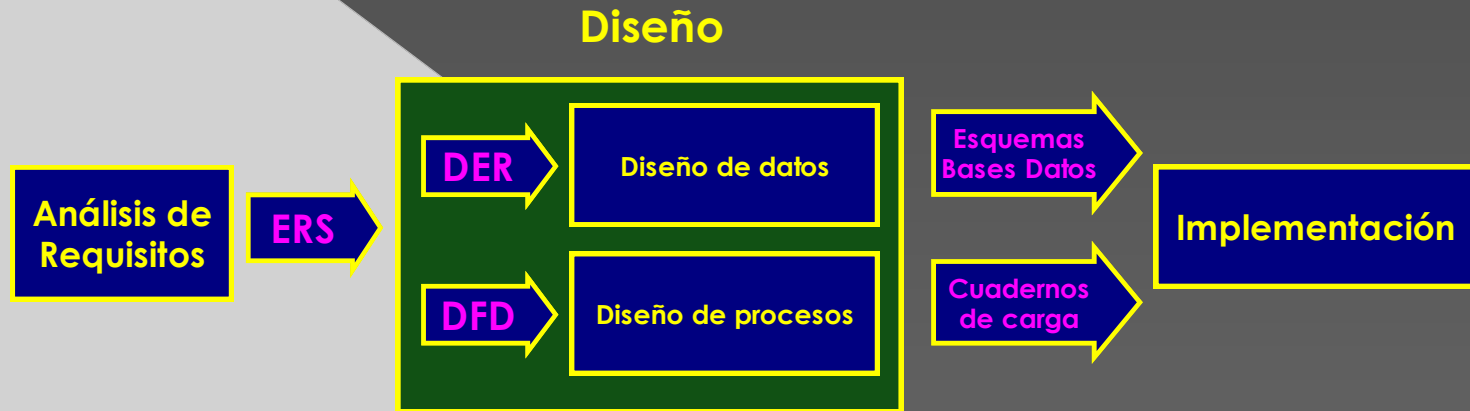 Diseño
Análisis de
Requisitos
ERS
DER
Diseño de datos
DFD
Diseño de procesos
Esquemas
Bases Datos
Cuadernos
de carga
Implementación